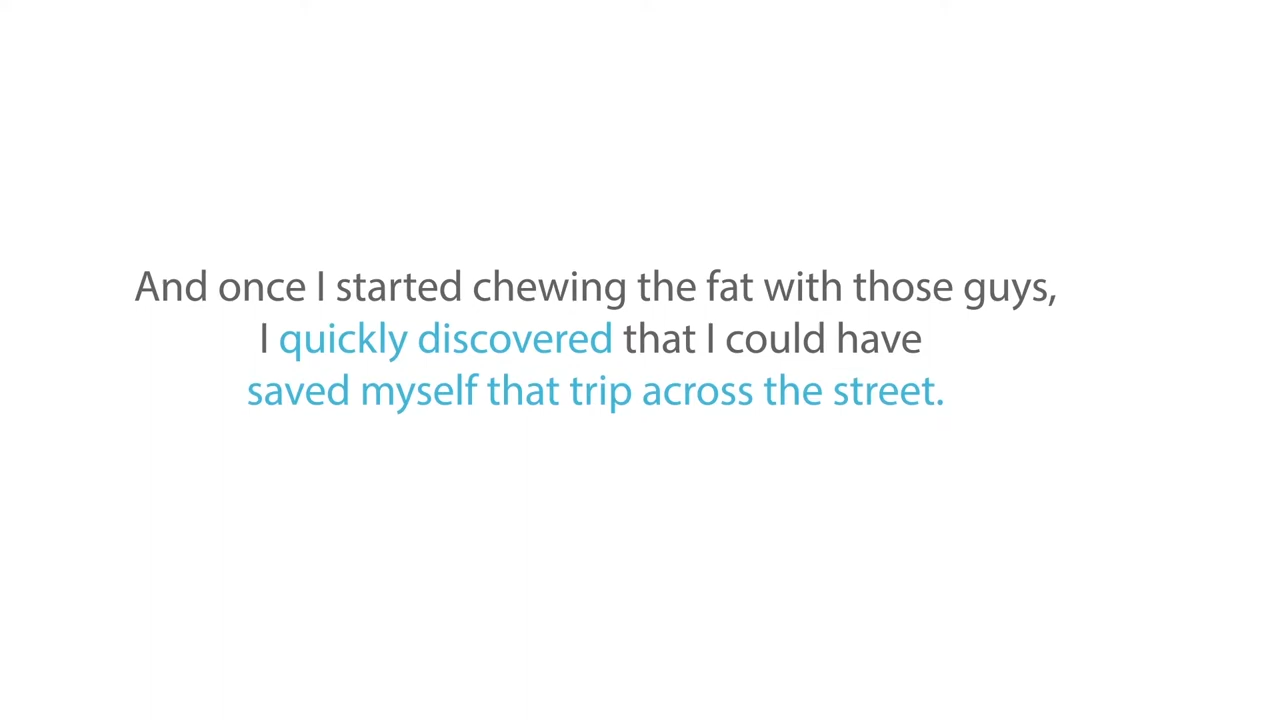 And once I started chewing the fat with those guys,
I quickly discovered that I could have
saved myself that trip across the street.